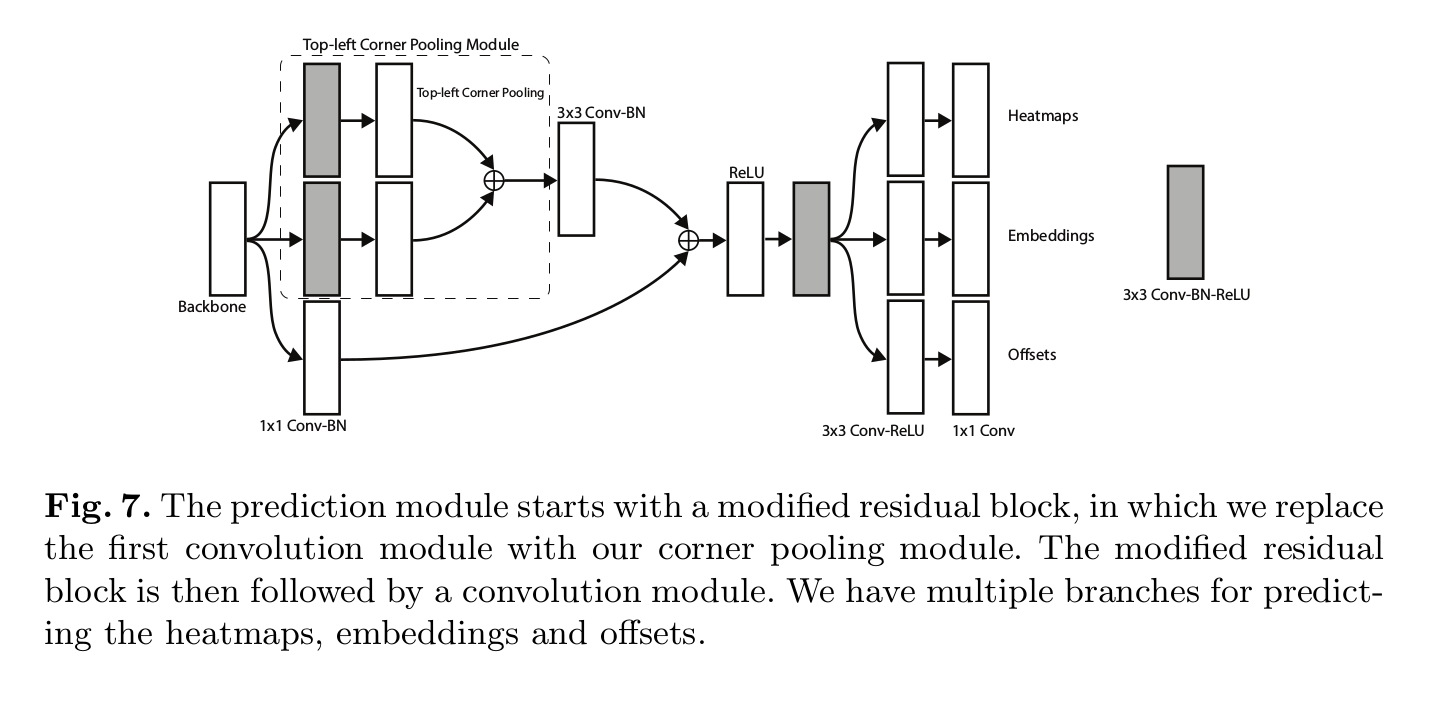 Top-left Corner Pooling Module
Top-left Corner Pooling
3x3 Conv-BN
Backbone
1x1 Conv-BN
ReLU
Heatmaps
Embeddings
Offsets
3x3 Conv-ReLU
1x1 Conv
3x3 Conv-BN-ReLU
Fig. 7. The prediction module starts with a modified residual block, in which we replace
the first convolution module with our corner pooling module. The modified residual
block is then followed by a convolution module. We have multiple branches for predict-
ing the heatmaps, embeddings and offsets.